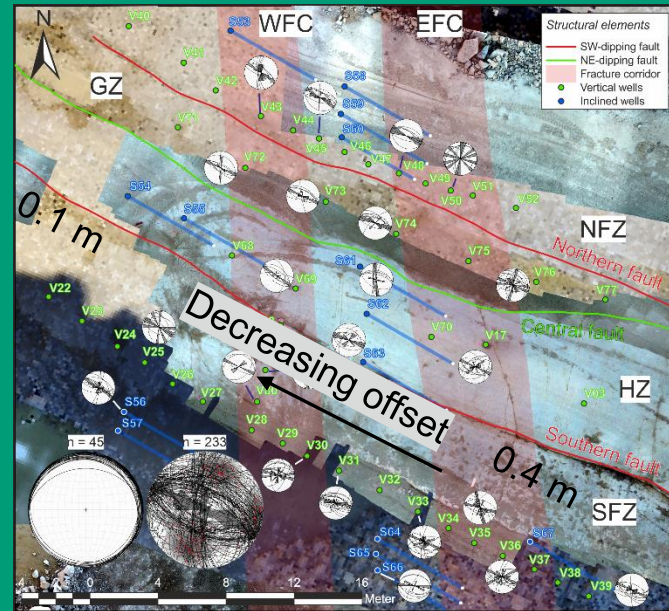 WFC
EFC
Structural elements
SW-dipping fault
NE-dipping fault
Fracture corridor
Vertical wells
Inclined wells
N
V40
S53
GZ
V42
S58
V43
S59
V44
S60
V45
V46
V47
V48
V49
V50
V51
V52
V72
V73
V74
V75
V76
V77
NFZ
Northern fault
S54
S55
0.1 m
V68
V69
S61
Central fault
S62
S63
V70
V17
V03
HZ
V22
V24
V25
V26
V27
Decreasing offset
Southern fault
0.4 m
S56
S57
V28
V29
V30
V31
V32
V33
V34
V35
V36
V37
V38
V39
SFZ
S64
S65
S66
S67
n = 45
n = 233
-4
0
4
8
12
16
Meter